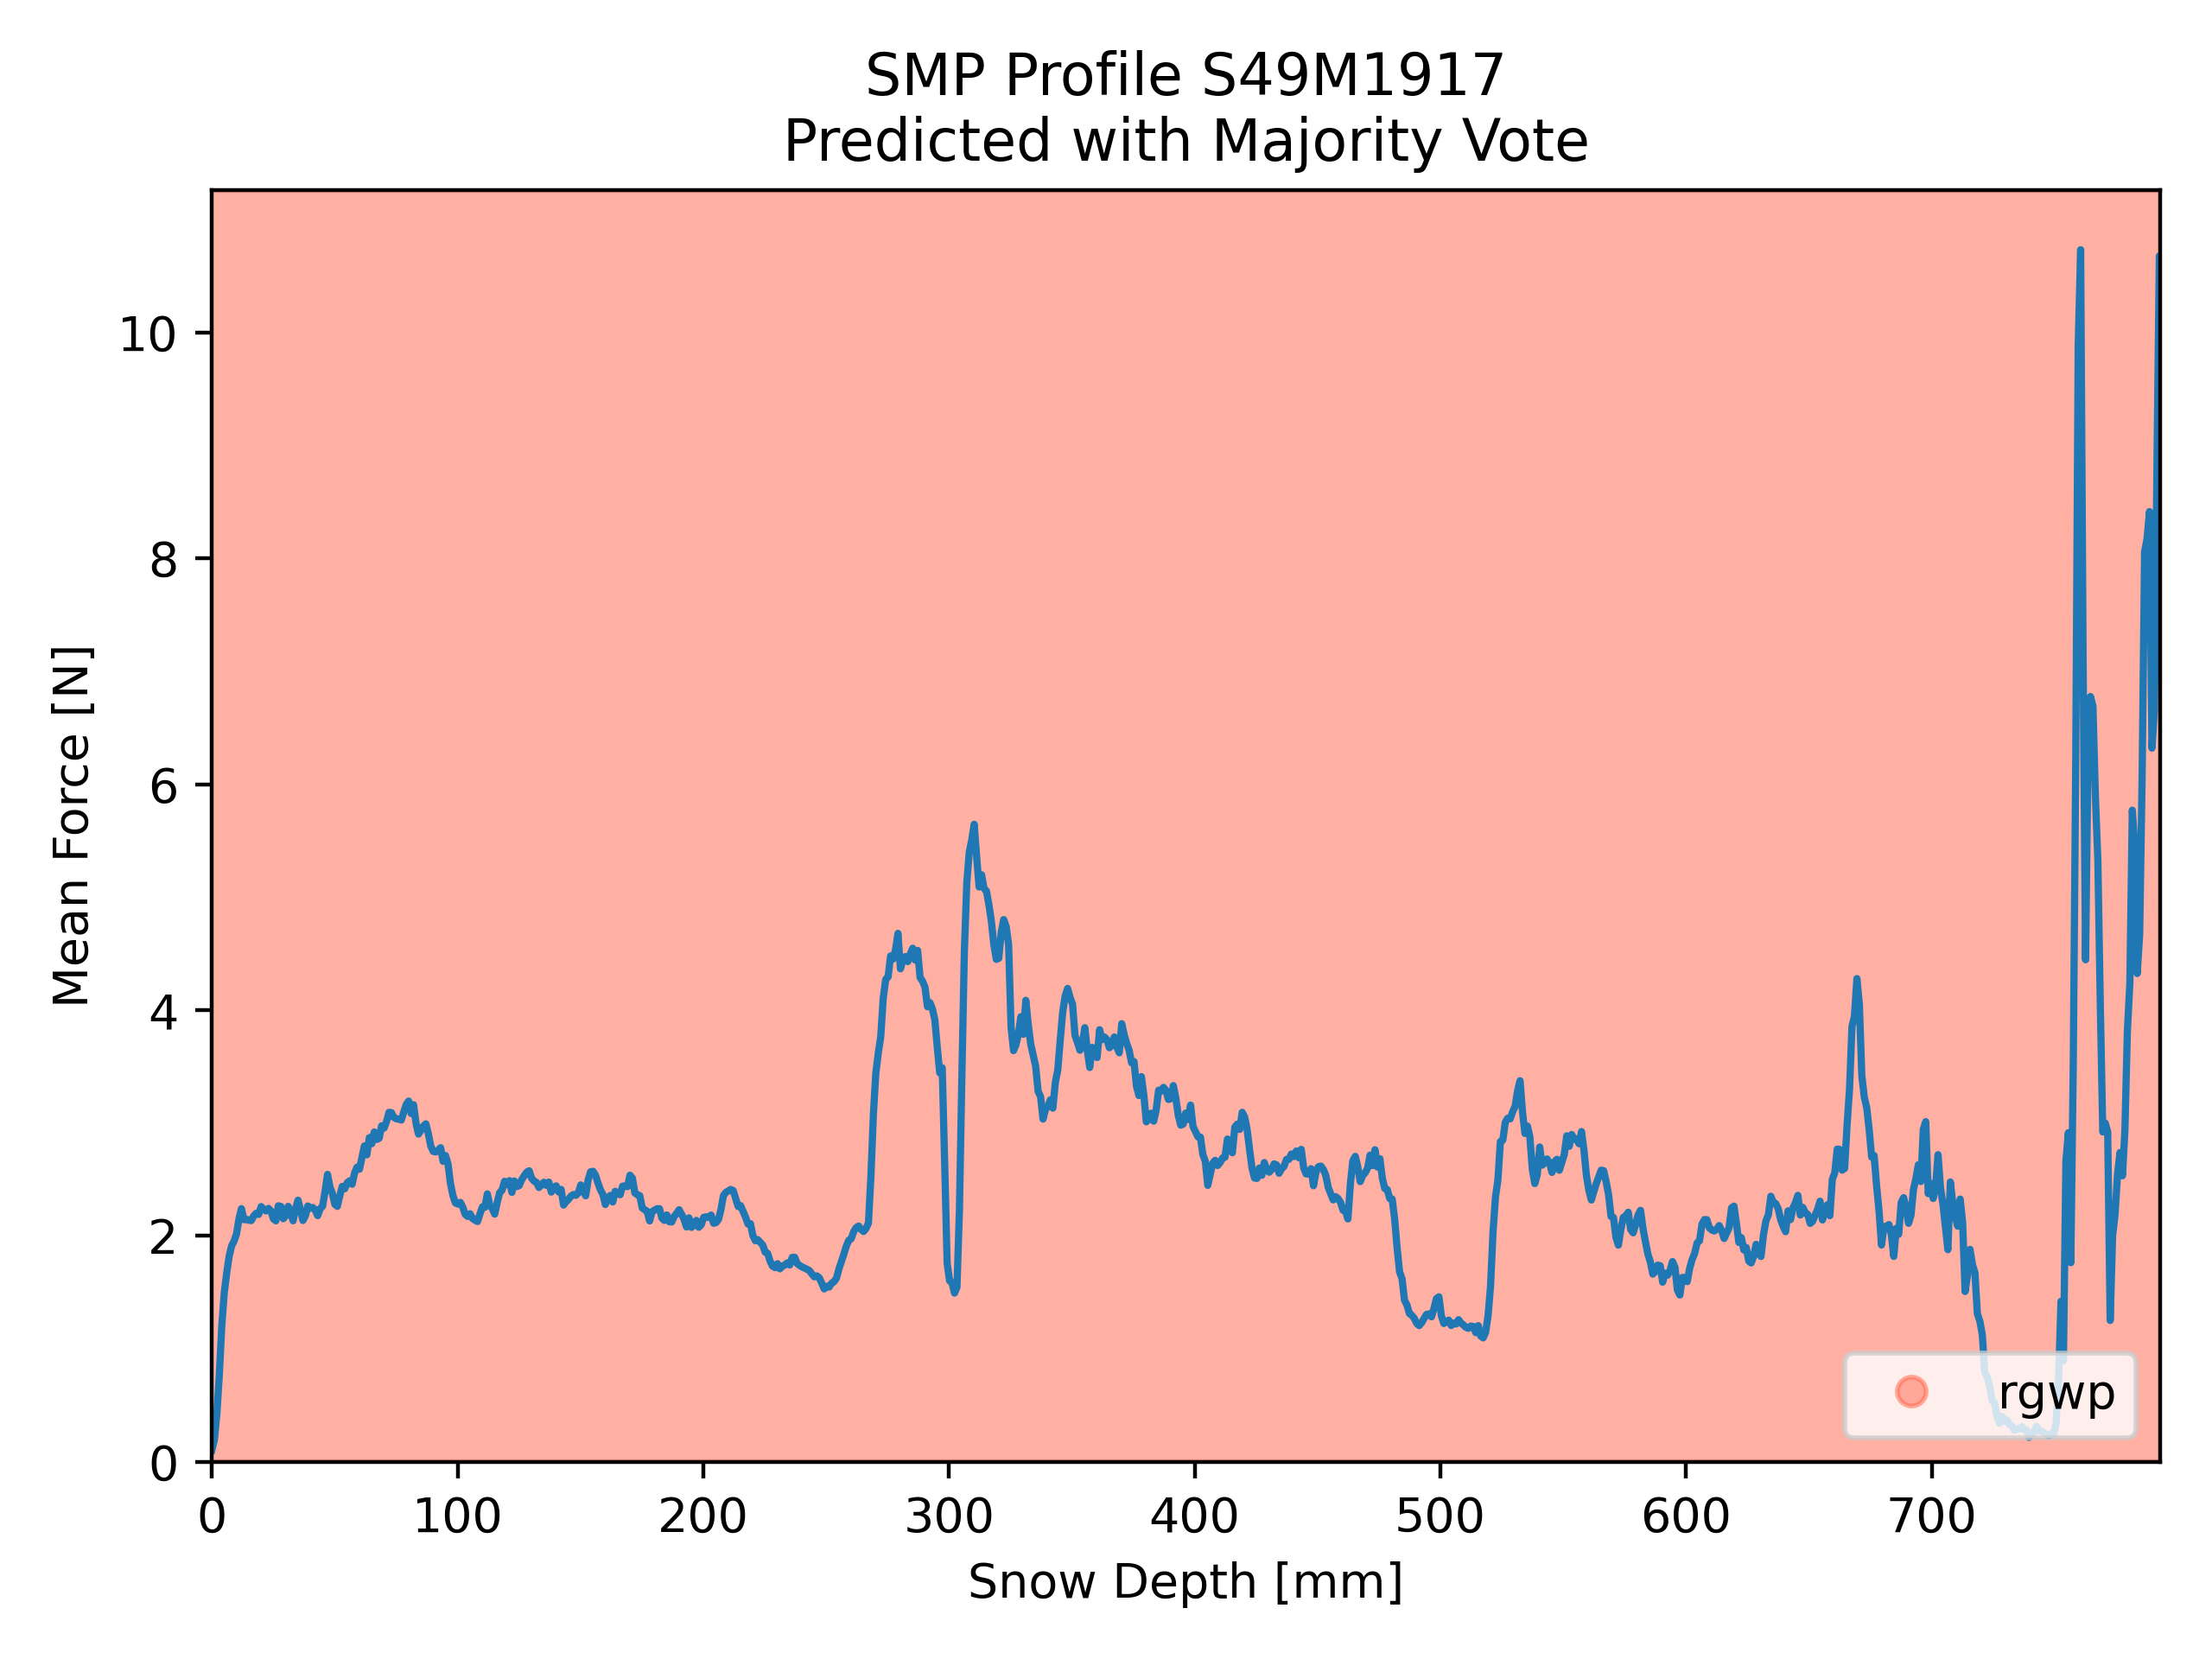 SMP Profile S49M1917
Predicted with Majority Vote
Mean Force [N]
10
8
6
4
2
0
0 100 200 300 400 500 600 700
Snow Depth [mm]
rgwp